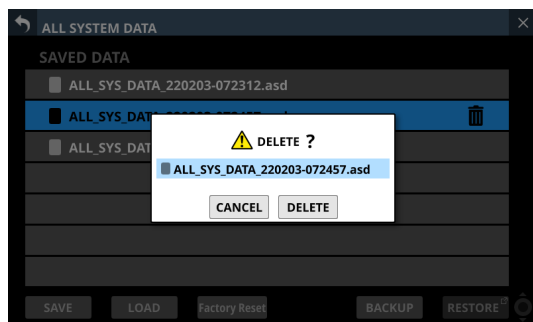 ALL SYSTEM DATA
SAVED DATA
ALL_SYS_DATA_220203-072312.asd
ALL_SYS_DAT
ALL_SYS_DAT
DELETE ?
ALL_SYS_DATA_220203-072457.asd
CANCEL DELETE
SAVE LOAD Factory Reset BACKUP RESTORE